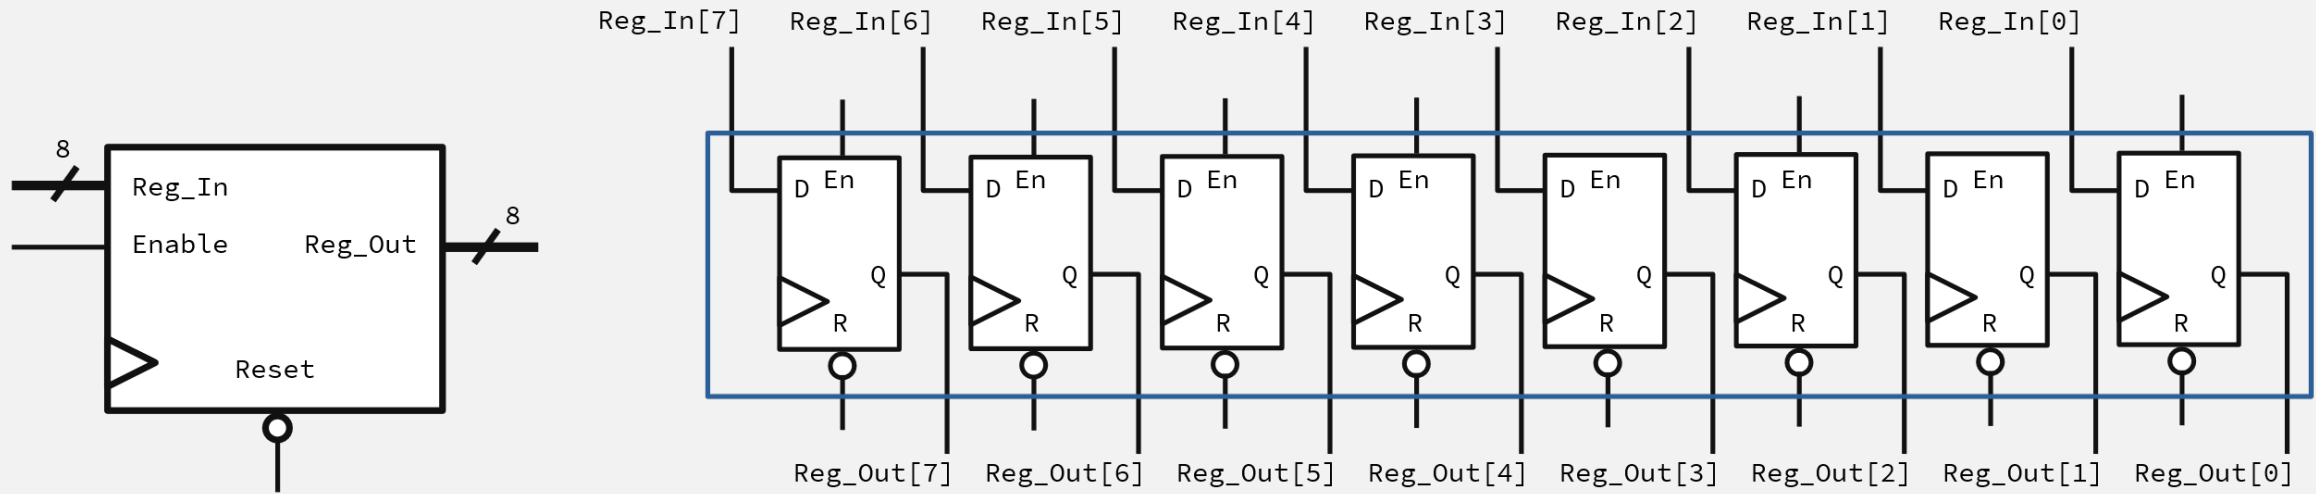 8
Reg_In
Enable
Reg_Out
8
Reset
Reg_In[7] Reg_In[6] Reg_In[5] Reg_In[4] Reg_In[3] Reg_In[2] Reg_In[1] Reg_In[0]
D En D En D En D En D En D En D En D En
Q Q Q Q Q Q Q Q
R R R R R R R R
Reg_Out[7] Reg_Out[6] Reg_Out[5] Reg_Out[4] Reg_Out[3] Reg_Out[2] Reg_Out[1] Reg_Out[0]